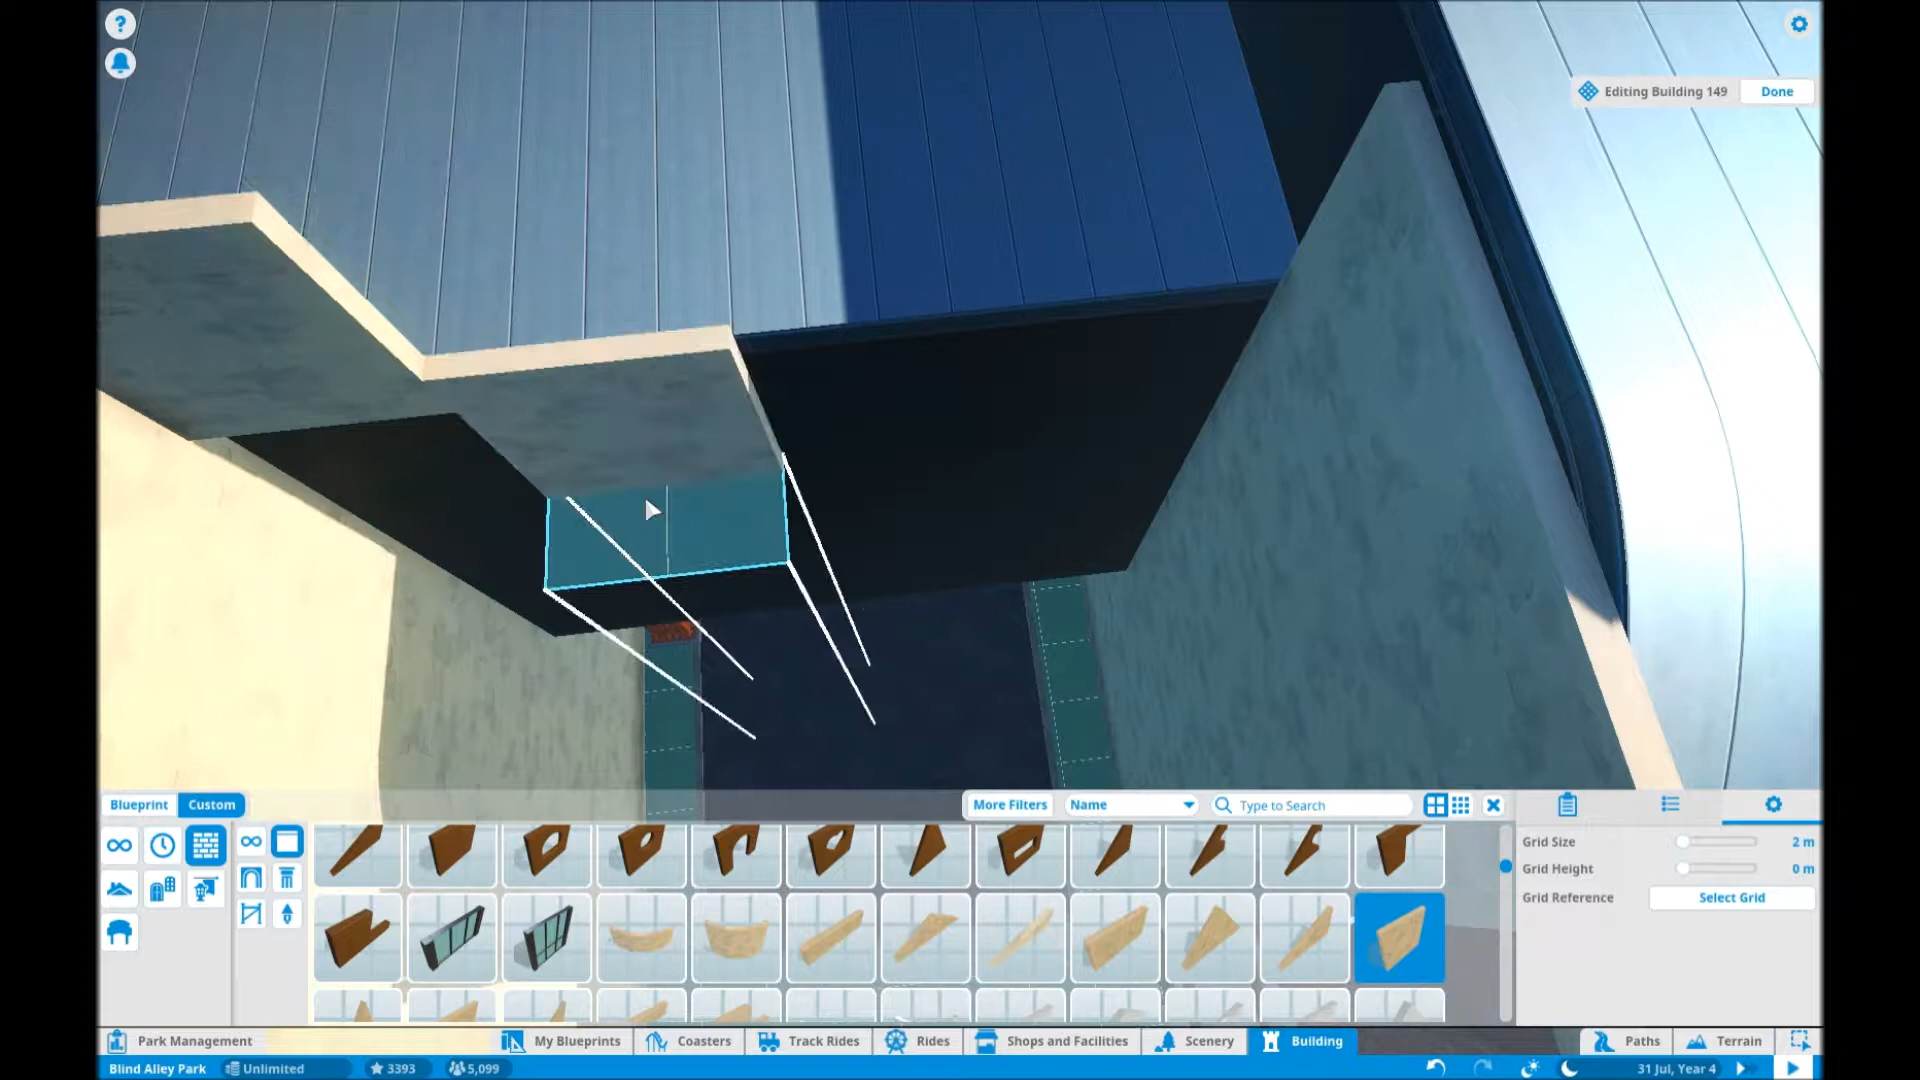 ?
Editing Building 149
Done
Blueprint
Custom
More Filters
Name
Type to Search
Grid Size
2 m
Grid Height
0 m
Grid Reference
Select Grid
Park Management
My Blueprints
Coasters
Track Rides
Rides
Shops and Facilities
Scenery
Building
Paths
Terrain
Blind Alley Park
Unlimited
3393
5,099
31 Jul, Year 4